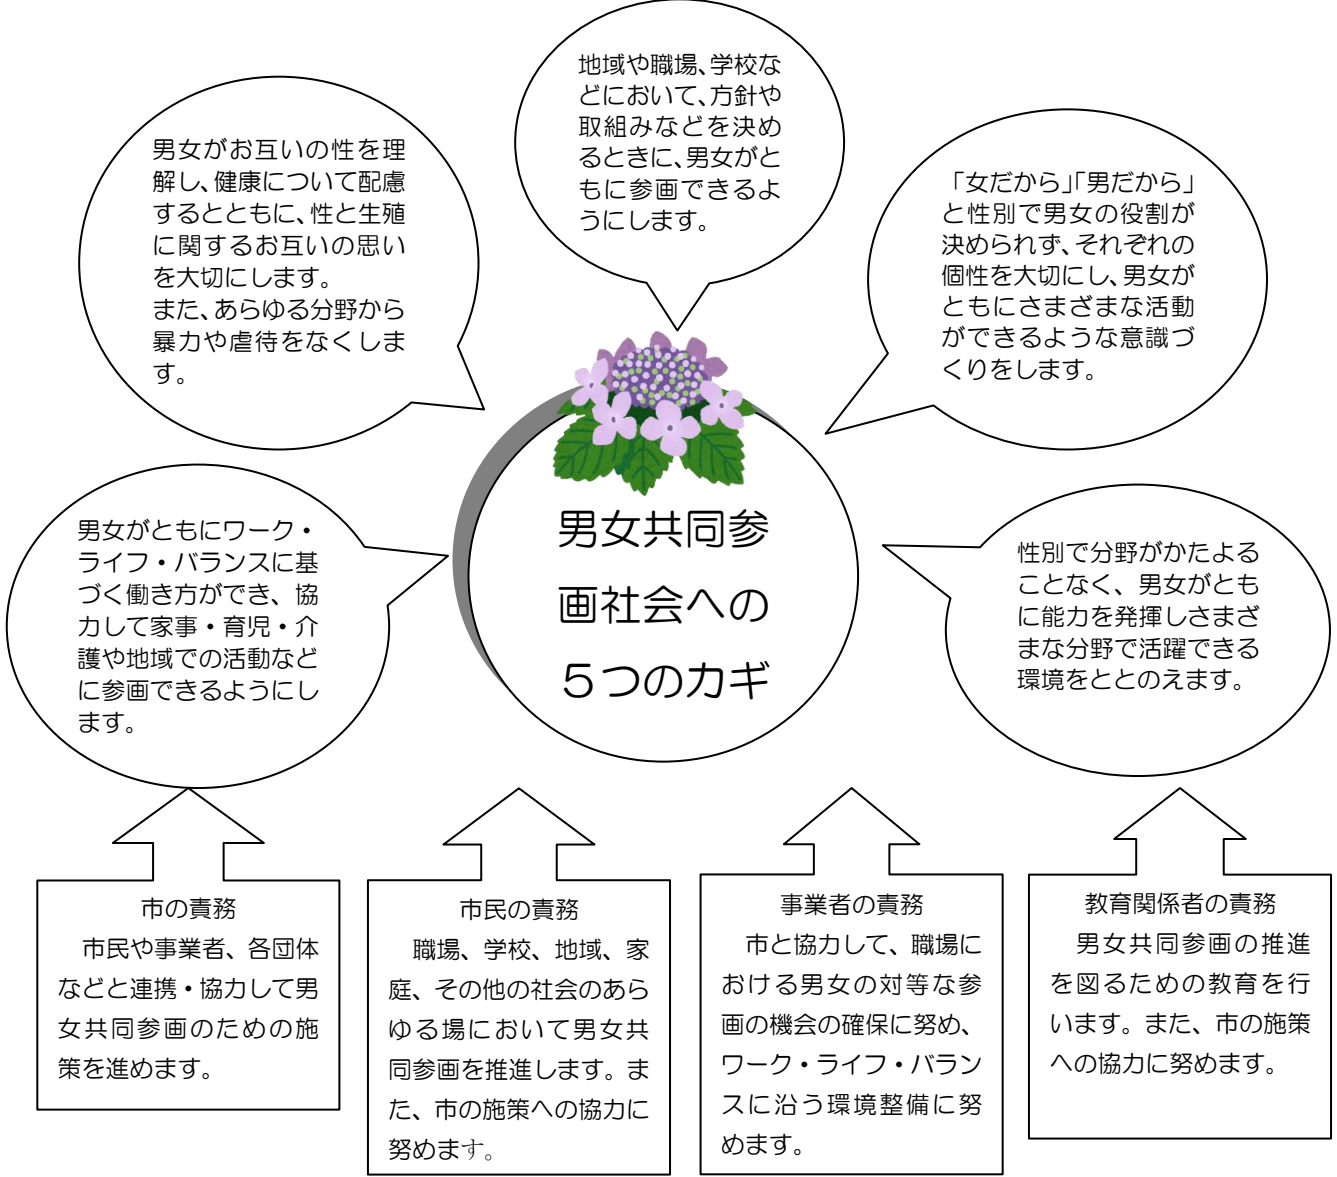 地域や職場、学校な
どにおいて、方針や
取組みなどを決め
るときに、男女がと
もに参画できるよ
うにします。
男女がお互いの性を理
解し、健康について配慮
するとともに、性と生殖
に関するお互いの思い
を大切にします。
また、あらゆる分野から
暴力や虐待をなくしま
す。
「女だから」「男だから」
と性別で男女の役割が
決められず、それぞれの
個性を大切にし、男女が
ともにさまざまな活動
ができるような意識づ
くりをします。
男女がともにワーク・
ライフ・バランスに基
づく働き方ができ、協
力して家事・育児・介
護や地域での活動など
に参画できるようにし
ます。
男女共同参
画社会への
５つのカギ
性別で分野がかたよる
ことなく、男女がとも
に能力を発揮しさまざ
まな分野で活躍できる
環境をととのえます。
市の責務
市民や事業者、各団体
などと連携・協力して男
女共同参画のための施
策を進めます。
市民の責務
職場、学校、地域、家
庭、その他の社会のあら
ゆる場において男女共
同参画を推進します。ま
た、市の施策への協力に
努めます。
事業者の責務
市と協力して、職場に
おける男女の対等な参
画の機会の確保に努め、
ワーク・ライフ・バラン
スに沿う環境整備に努
めます。
教育関係者の責務
男女共同参画の推進
を図るための教育を行
います。また、市の施策
への協力に努めます。